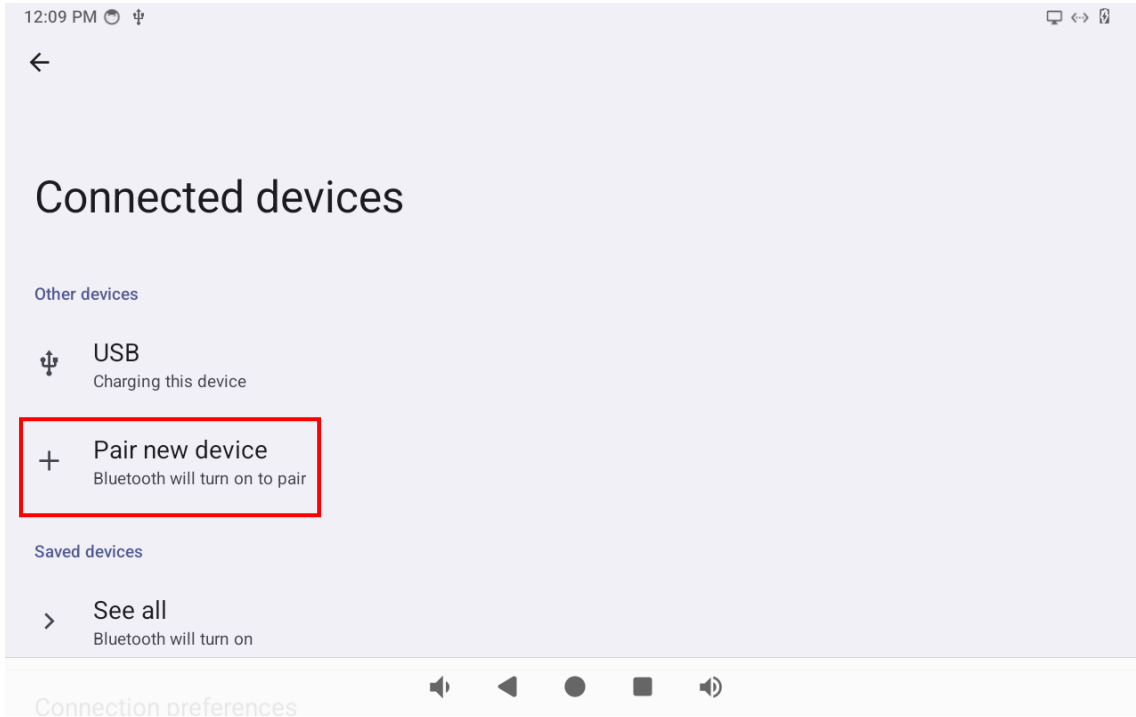 12:09 PM
Connected devices
Other devices
USB
Charging this device
Pair new device
Bluetooth will turn on to pair
Saved devices
See all
Bluetooth will turn on
Connection preferences